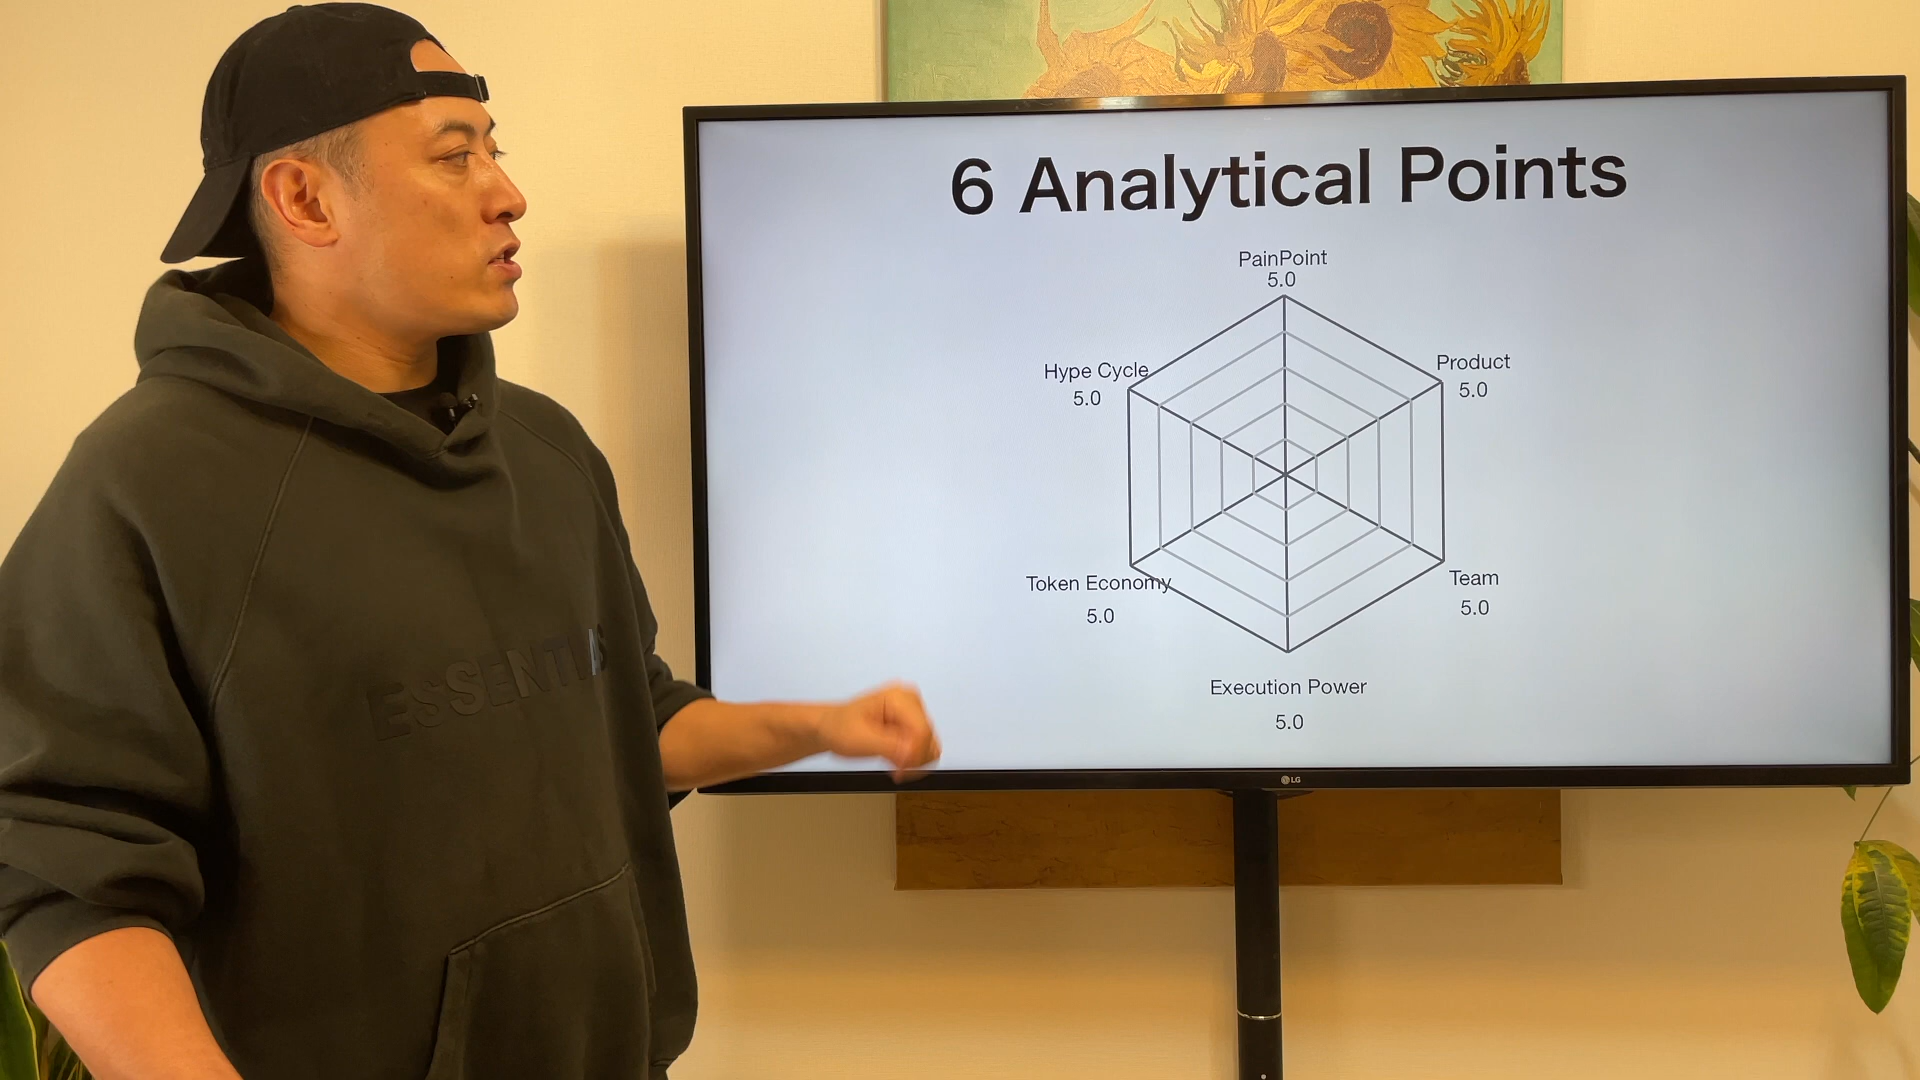 6 Analytical Points
PainPoint
5.0
Hype Cycle
5.0
Product
5.0
Token Economy
5.0
Team
5.0
Execution Power
5.0
ESSENTIALS
LG